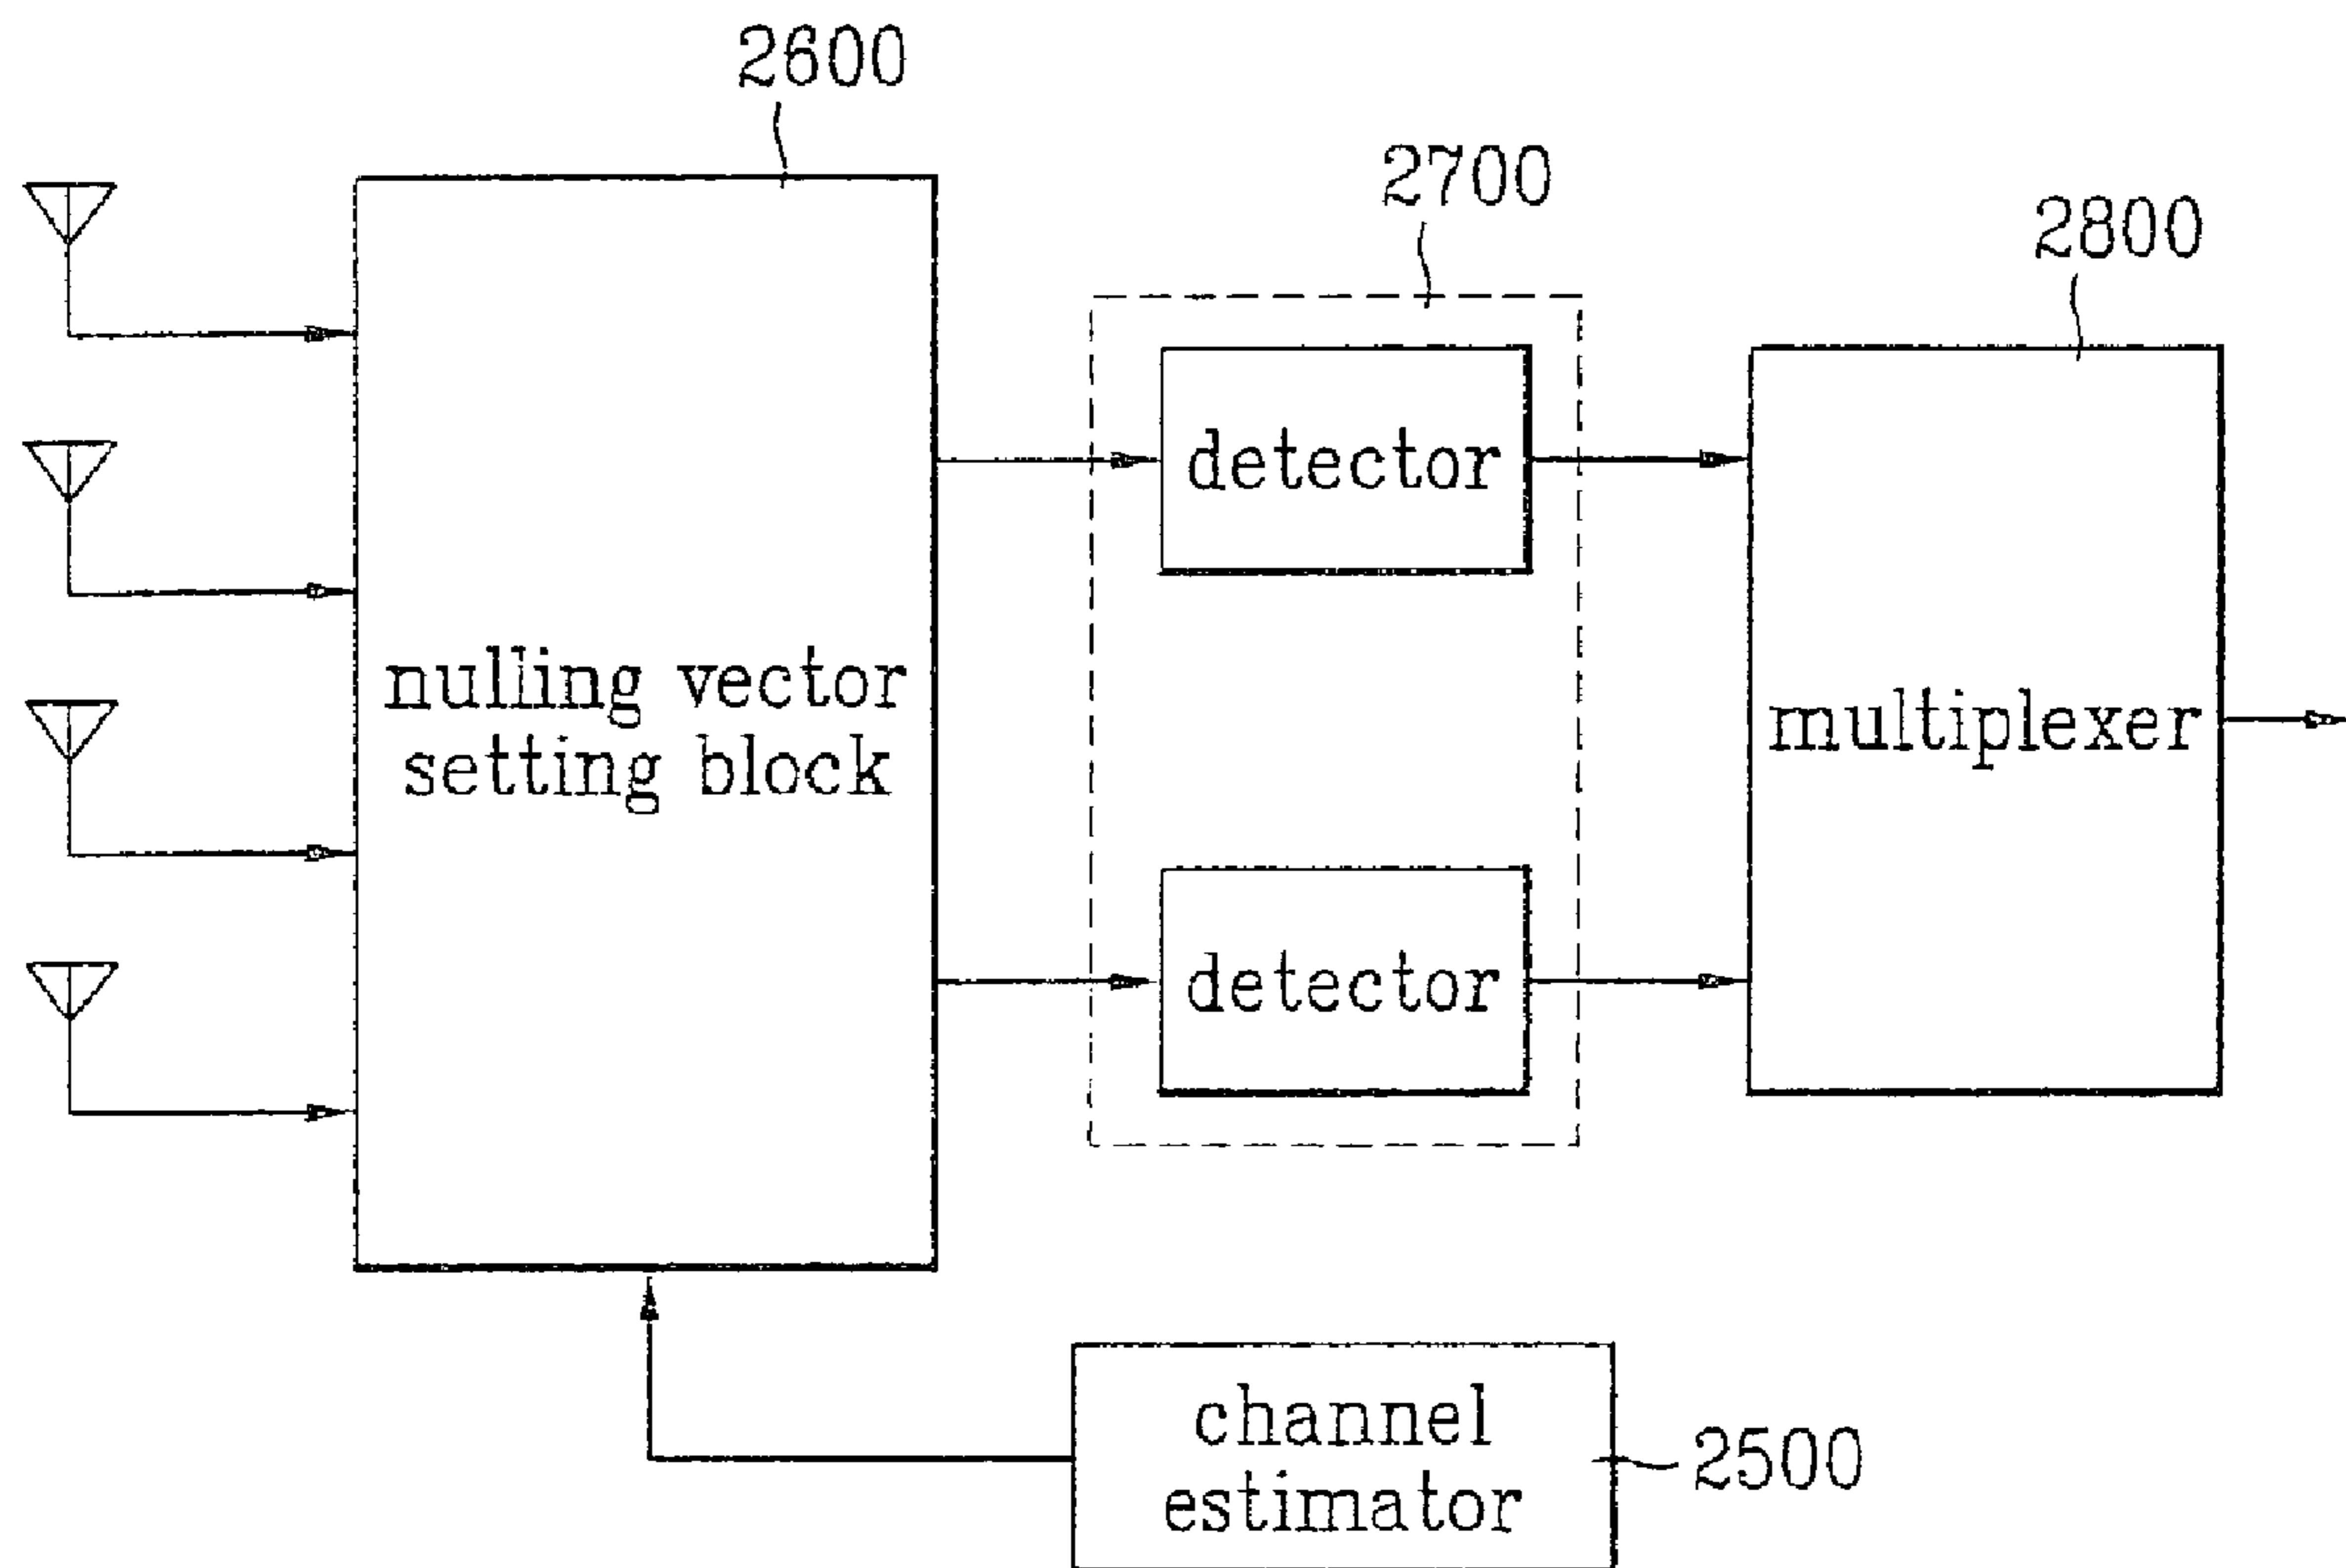 2600
2700
2800
detector
nulling vector
setting block
multiplexer
detector
channel
estimator
2500